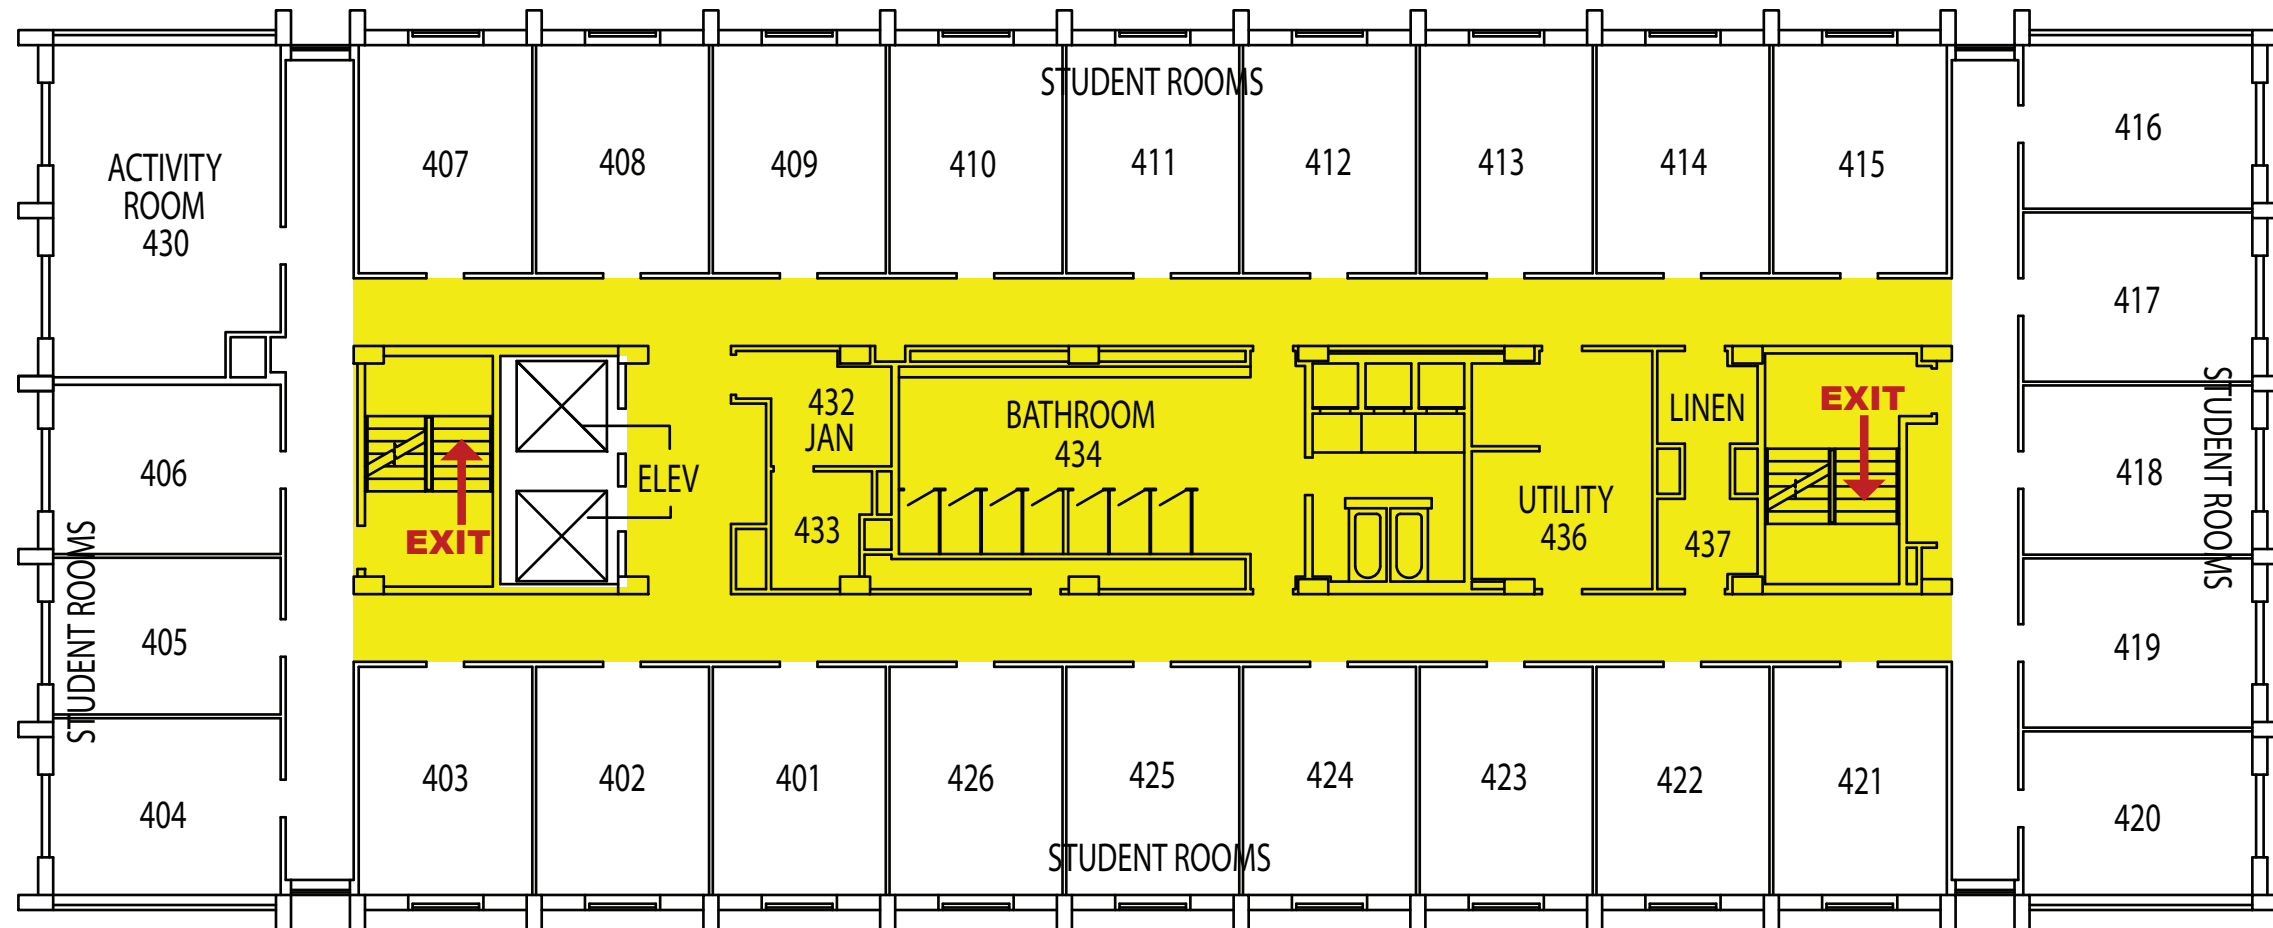 STUDENT ROOMS
ACTIVITY
ROOM
430
407
408
409
410
411
412
413
414
415
416
417
418
419
420
STUDENT ROOMS
406
405
404
STUDENT ROOMS
EXIT
ELEV
432
JAN
433
BATHROOM
434
UTILITY
436
LINEN
437
EXIT
403
402
401
426
425
424
423
422
421
STUDENT ROOMS